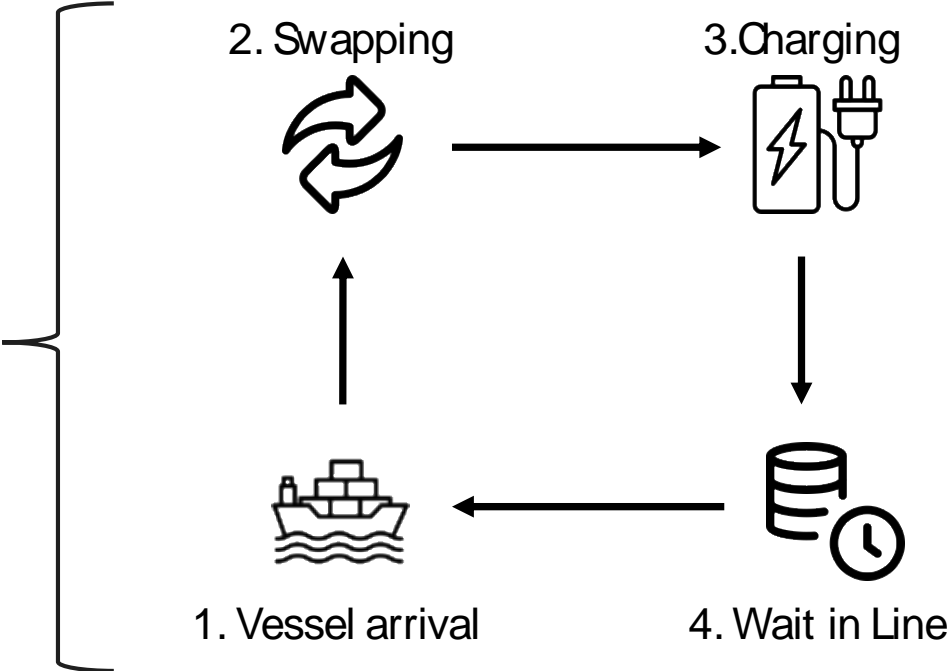 2. Swapping
3.Charging
1. Vessel arrival
4. Wait in Line